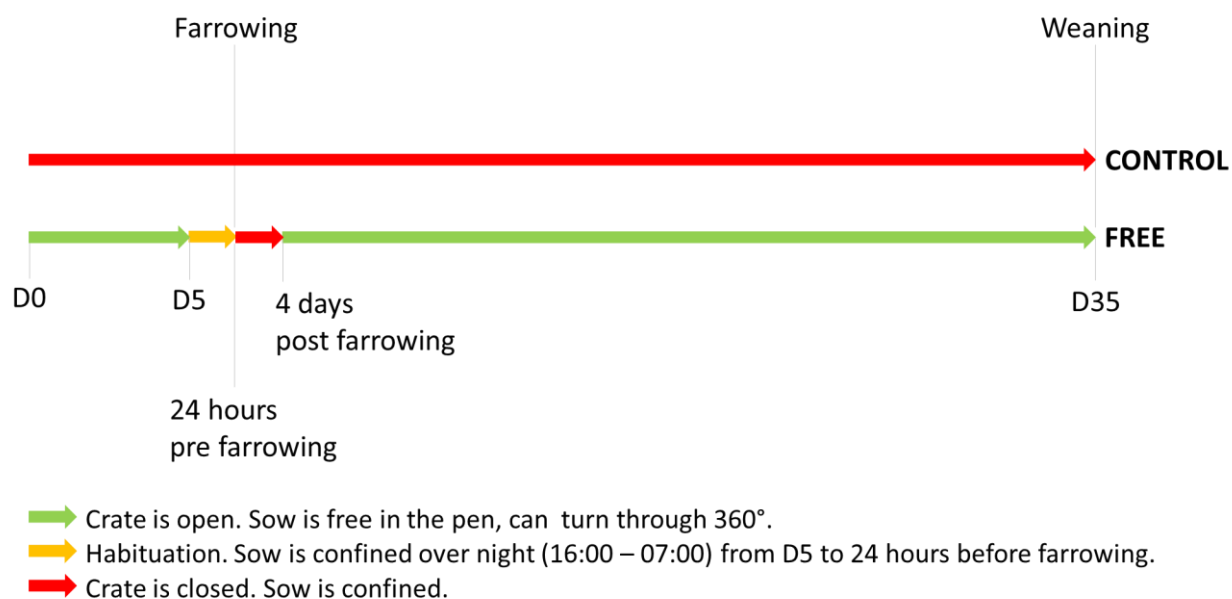 Farrowing
Weaning
CONTROL
FREE
D0
D5
4 days
post farrowing
D35
24 hours
pre farrowing
Crate is open. Sow is free in the pen, can turn through 360°.
Habituation. Sow is confined over night (16:00 – 07:00) from D5 to 24 hours before farrowing.
Crate is closed. Sow is confined.